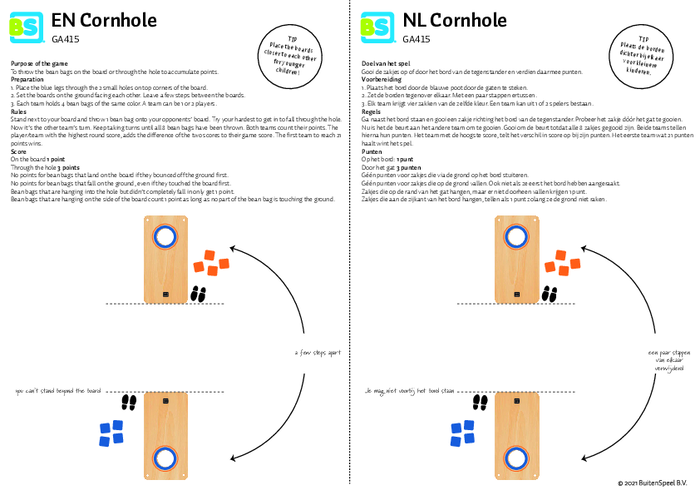 BS EN Cornhole
GA415
TIP
Place the boards
closer to each other
for younger
children!
Purpose of the game
To throw the bean bags on the board or through the hole to accumulate points.
Preparation
1. Place the blue legs through the 2 small holes on top corners of the board.
2. Set the boards on the ground facing each other. Leave a few steps between the boards.
3. Each team holds 4 bean bags of the same color. A team can be 1 or 2 players.
Rules
Stand next to your board and throw 1 bean bag onto your opponents' board. Try your hardest to get in to fall through the hole.
Now it's the other team's turn. Keep taking turns until all 8 bean bags have been thrown. Both teams count their points. The
player/team with the highest round score, adds the difference of the two scores to their game score. The first team to reach 21
points wins.
Score
On the board 1 point
Through the hole 3 points
No points for bean bags that land on the board if they bounced off the ground first.
No points for bean bags that fall on the ground, even if they touched the board first.
Bean bags that are hanging into the hole but didn't completely fall in only get 1 point.
Bean bags that are hanging on the side of the board count 1 point as long as no part of the bean bag is touching the ground.
a few steps apart
you can't stand beyond the board
BS NL Cornhole
GA415
TIP
Plaats de borden
dichter bij elkaar
voor kleinere
kinderen.
Doel van het spel
Gooi de zakjes op of door het bord van de tegenstander en verdien daarmee punten.
Voorbereiding
1. Plaats het bord door de blauwe poot door de gaten te steken.
2. Zet de borden tegenover elkaar. Met een paar stappen ertussen.
3. Elk team krijgt vier zakken van dezelfde kleur. Een team kan uit 1 of 2 spelers bestaan.
Regels
Ga naast het bord staan en gooi een zakje richting het bord van de tegenstander. Probeer het zakje door het gat te gooien.
Nu is het de beurt aan het andere team om te gooien. Gooi om de beurt totdat alle 8 zakjes gegooid zijn. Beide teams tellen
hierna hun punten. Het team met de hoogste score, telt het verschil in score op bij zijn punten. Het eerste team wat 21 punten
haalt wint het spel.
Punten
Op het bord: 1 punt
Door het gat 3 punten
Géén punten voor zakjes die via de grond op het bord stuiteren.
Géén punten voor zakjes die op de grond vallen. Ook niet als ze eerst het bord hebben aangeraakt.
Zakjes die op de rand van het gat hangen, maar er niet doorheen vallen krijgen 1 punt.
Zakjes die aan de zijkant van het bord hangen, tellen als 1 punt zolang ze de grond niet raken.
een paar stappen
van elkaar
verwijderd
Je mag niet voorbij het bord staan
© 2021 BuitenSpeel B.V.